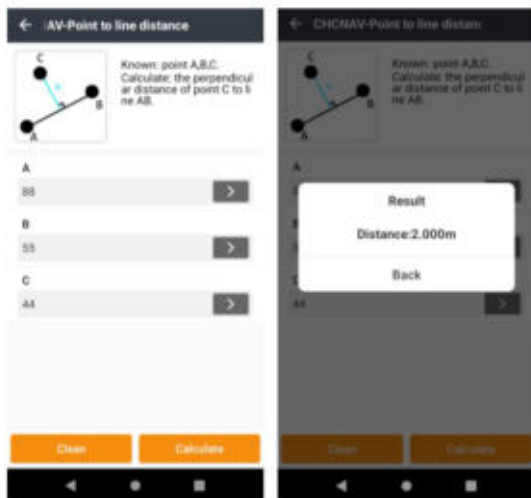 AV-Point to line distance
C
B
A
Known: point A,B,C.
Calculate: the perpendicul
ar distance of point C to li
ne AB.
A
88
B
55
C
44
Clean
Calculate
CHCNAV-Point to line distanc
C
B
A
Known: point A,B,C.
Calculate: the perpendicul
ar distance of point C to li
ne AB.
A
Result
Distance:2.000m
Back
44
Clean
Calculate